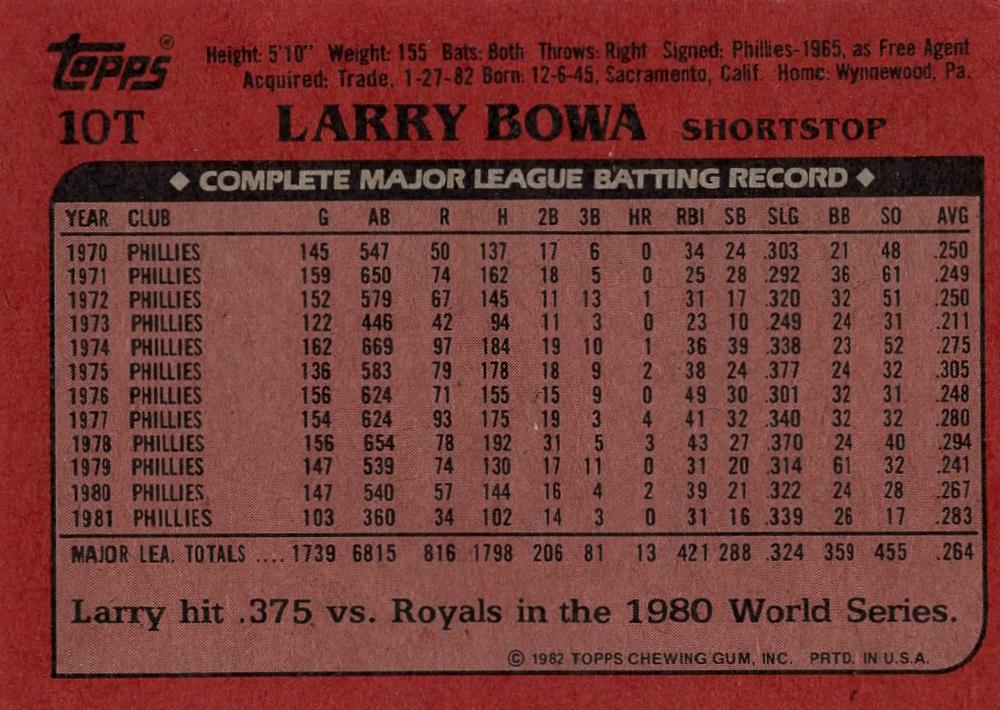 Topps® Height: 5'10" Weight: 155 Bats: Both Throws: Right Signed: Phillies-1965, as Free Agent
Acquired: Trade, 1-27-82 Born: 12-6-45, Sacramento, Calif. Home: Wynnewood, Pa.
10T LARRY BOWA SHORTSTOP
◆ COMPLETE MAJOR LEAGUE BATTING RECORD ◆
YEAR CLUB G AB R H 2B 3B HR RBI SB SLG BB SO AVG
1970 PHILLIES 145 547 50 137 17 6 0 34 24 .303 21 48 .250
1971 PHILLIES 159 650 74 162 18 5 0 25 28 .292 36 61 .249
1972 PHILLIES 152 579 67 145 11 13 1 31 17 .320 32 51 .250
1973 PHILLIES 122 446 42 94 11 3 0 23 10 .249 24 31 .211
1974 PHILLIES 162 669 97 184 19 10 1 36 39 .338 23 52 .275
1975 PHILLIES 136 583 79 178 18 9 2 38 24 .377 24 32 .305
1976 PHILLIES 156 624 71 155 15 9 0 49 30 .301 32 31 .248
1977 PHILLIES 154 624 93 175 19 3 4 41 32 .340 32 32 .280
1978 PHILLIES 156 654 78 192 31 5 3 43 27 .370 24 40 .294
1979 PHILLIES 147 539 74 130 17 11 0 31 20 .314 61 32 .241
1980 PHILLIES 147 540 57 144 16 4 2 39 21 .322 24 28 .267
1981 PHILLIES 103 360 34 102 14 3 0 31 16 .339 26 17 .283
MAJOR LEA. TOTALS .... 1739 6815 816 1798 206 81 13 421 288 .324 359 455 .264
Larry hit .375 vs. Royals in the 1980 World Series.
© 1982 TOPPS CHEWING GUM, INC. PRTD. IN U.S.A.